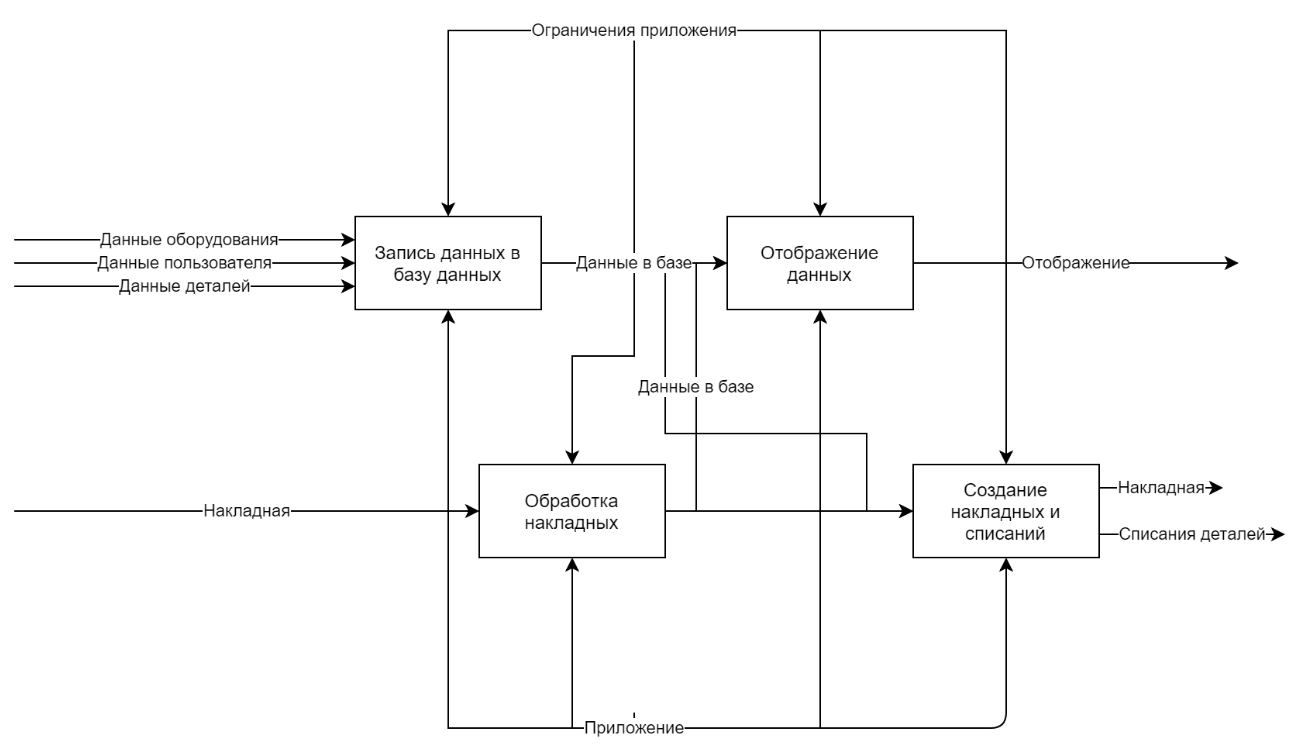 Ограничения приложения
Данные оборудования
Данные пользователя
Данные деталей
Запись данных в
базу данных
Данные в базе
Отображение
данных
Отображение
Данные в базе
Накладная
Обработка
накладных
Создание
накладных и
списаний
Накладная
Списания деталей
Приложение